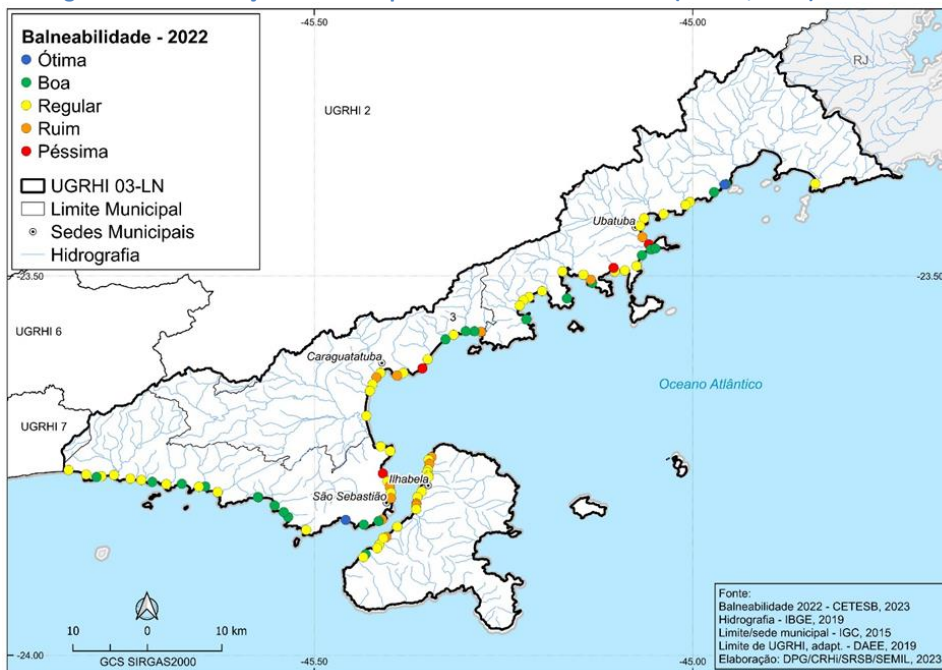 -45.50
-45.00
Balneabilidade - 2022
Ótima
Boa
Regular
Ruim
Péssima
UGRHI 03-LN
Limite Municipal
Sedes Municipais
Hidrografia
UGRHI 2
RJ
Ubatuba
-23.50
-23.50
UGRHI 6
3
Caraguatatuba
Oceano Atlântico
UGRHI 7
Ilhabela
São Sebastião
Fonte:
Balneabilidade 2022 - CETESB, 2023
Hidrografia - IBGE, 2019
Limite/sede municipal - IGC, 2015
Limite de UGRHI, adapt. - DAEE, 2019
Elaboração: DPG/CRHi/SRSB/SEMIL, 2023
10 0 10 km
GCS SIRGAS2000
-24.00
-24.00
-45.50
-45.00